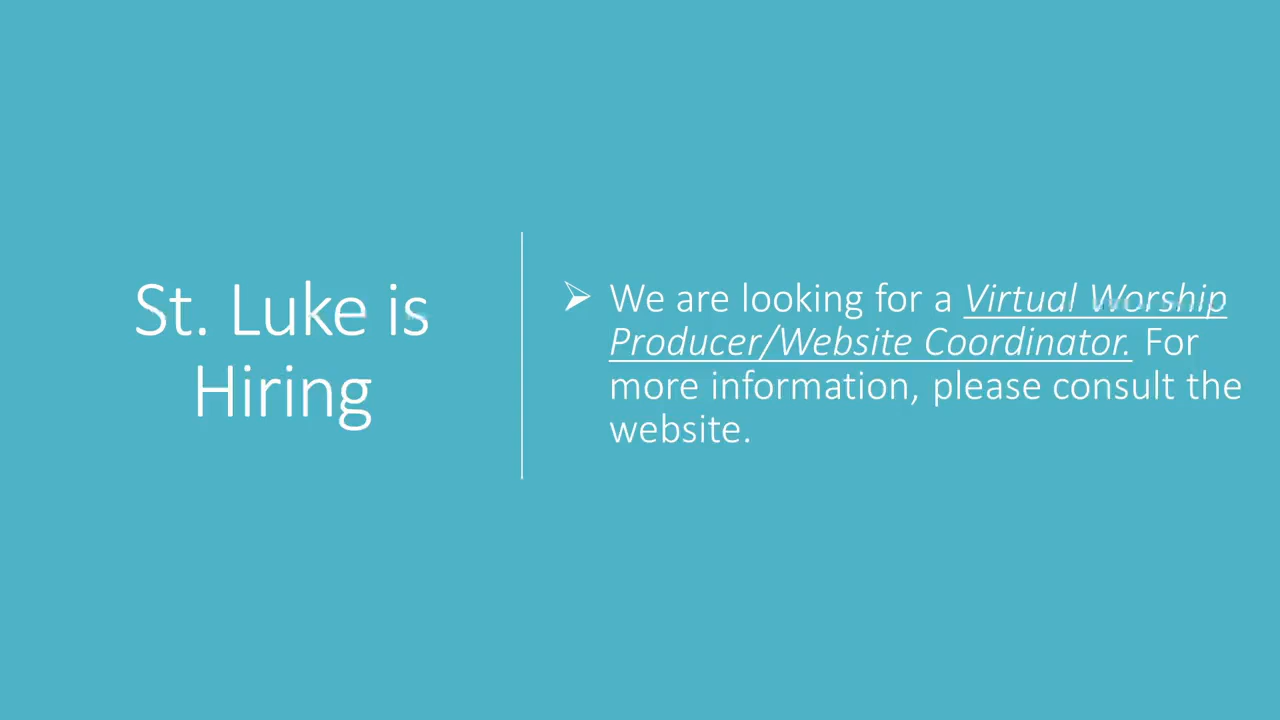 St. Luke is
Hiring
We are looking for a Virtual Worship
Producer/Website Coordinator. For
more information, please consult the
website.